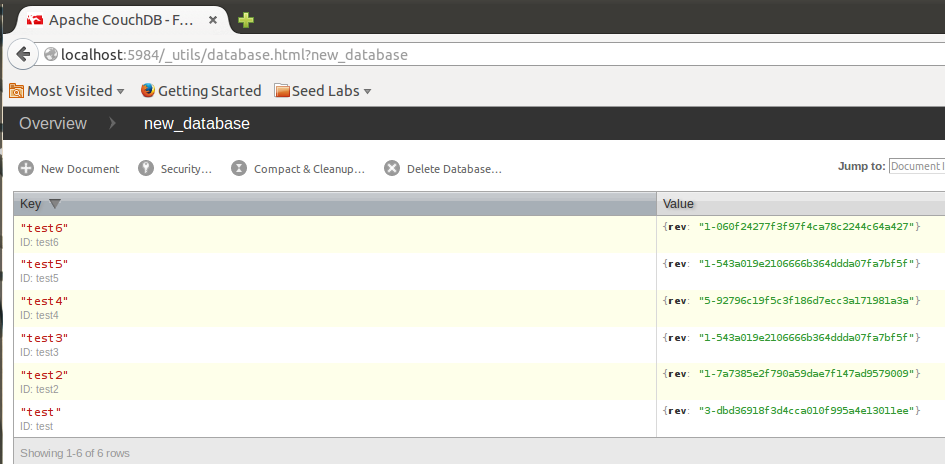 Apache CouchDB - F...
localhost:5984/_utils/database.html?new_database
Most Visited Getting Started Seed Labs
Overview new_database
New Document Security... Compact & Cleanup... Delete Database... Jump to: Document I
Key Value
"test6" {rev: "1-060f24277f3f97f4ca78c2244c64a427"}
ID: test6
"test5" {rev: "1-543a019e2106666b364ddda07fa7bf5f"}
ID: test5
"test4" {rev: "5-92796c19f5c3f186d7ecc3a171981a3a"}
ID: test4
"test3" {rev: "1-543a019e2106666b364ddda07fa7bf5f"}
ID: test3
"test2" {rev: "1-7a7385e2f790a59dae7f147ad9579009"}
ID: test2
"test" {rev: "3-dbd36918f3d4cca010f995a4e13011ee"}
ID: test
Showing 1-6 of 6 rows